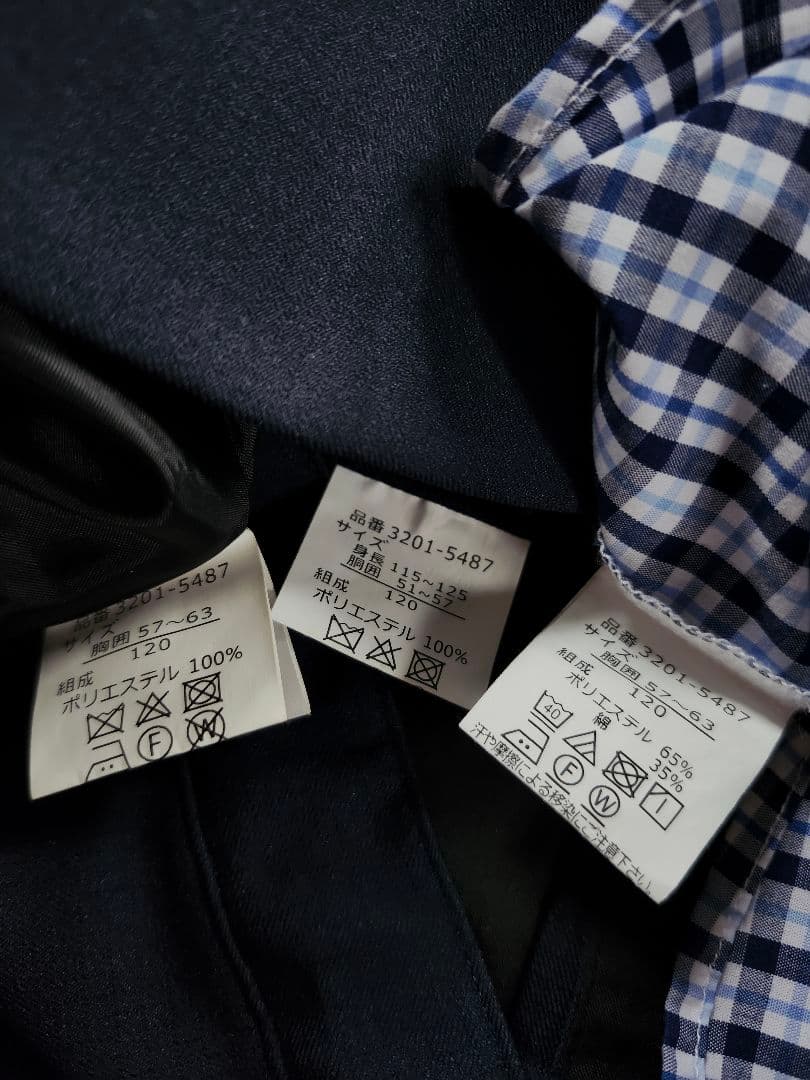 品番 3201-5487
サイズ
胸囲 57～63
120
組成
ポリエステル 100%
F
W
品番 3201-5487
サイズ
身長 115~125
胴囲 51~57
120
組成
ポリエステル 100%
品番 3201-5487
サイズ
胸囲 57～63
120
組成
ポリエステル 65%
綿 35%
40
F
W
汗や摩擦による移染にご注意下さい。